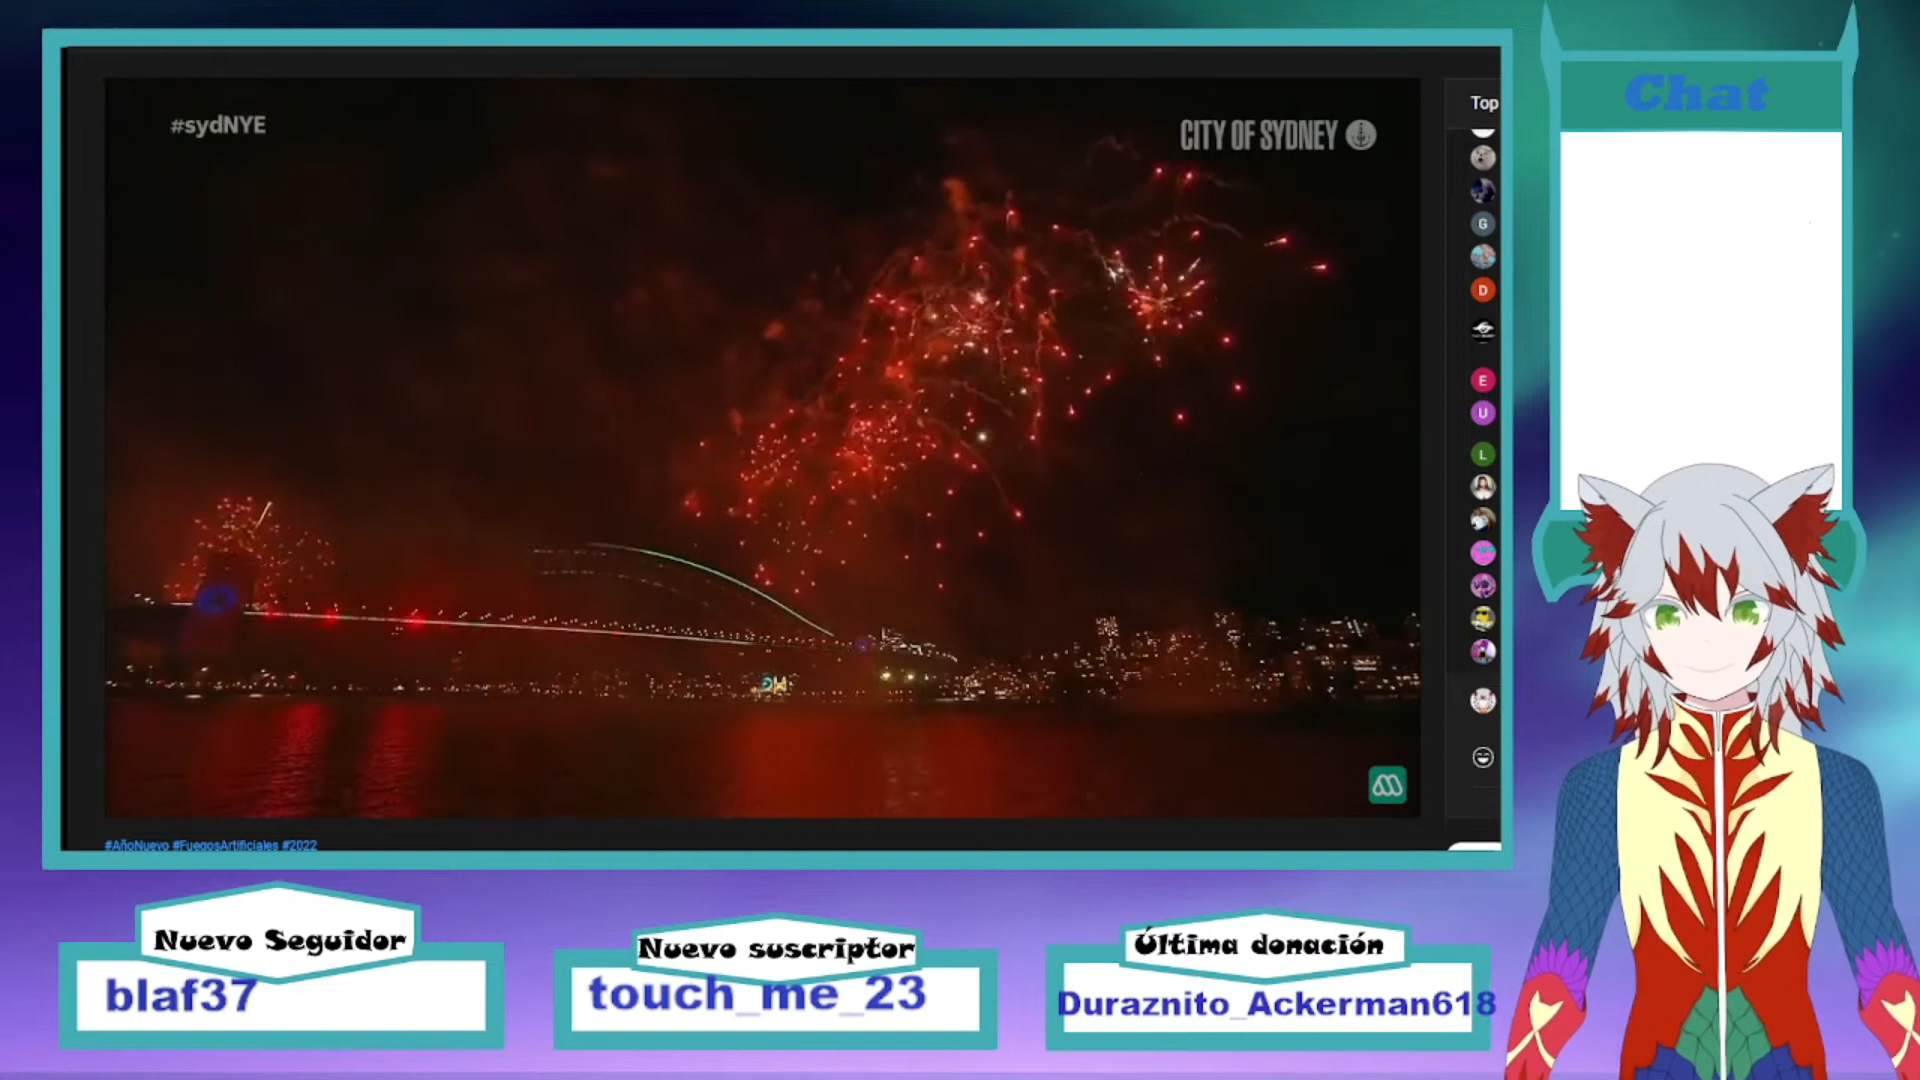 #sydNYE
CITY OF SYDNEY
Top
G
D
E
U
L
#AñoNuevo #FuegosArtificiales #2022
Chat
Nuevo Seguidor
blaf37
Nuevo suscriptor
touch_me_23
Última donación
Duraznito_Ackerman618